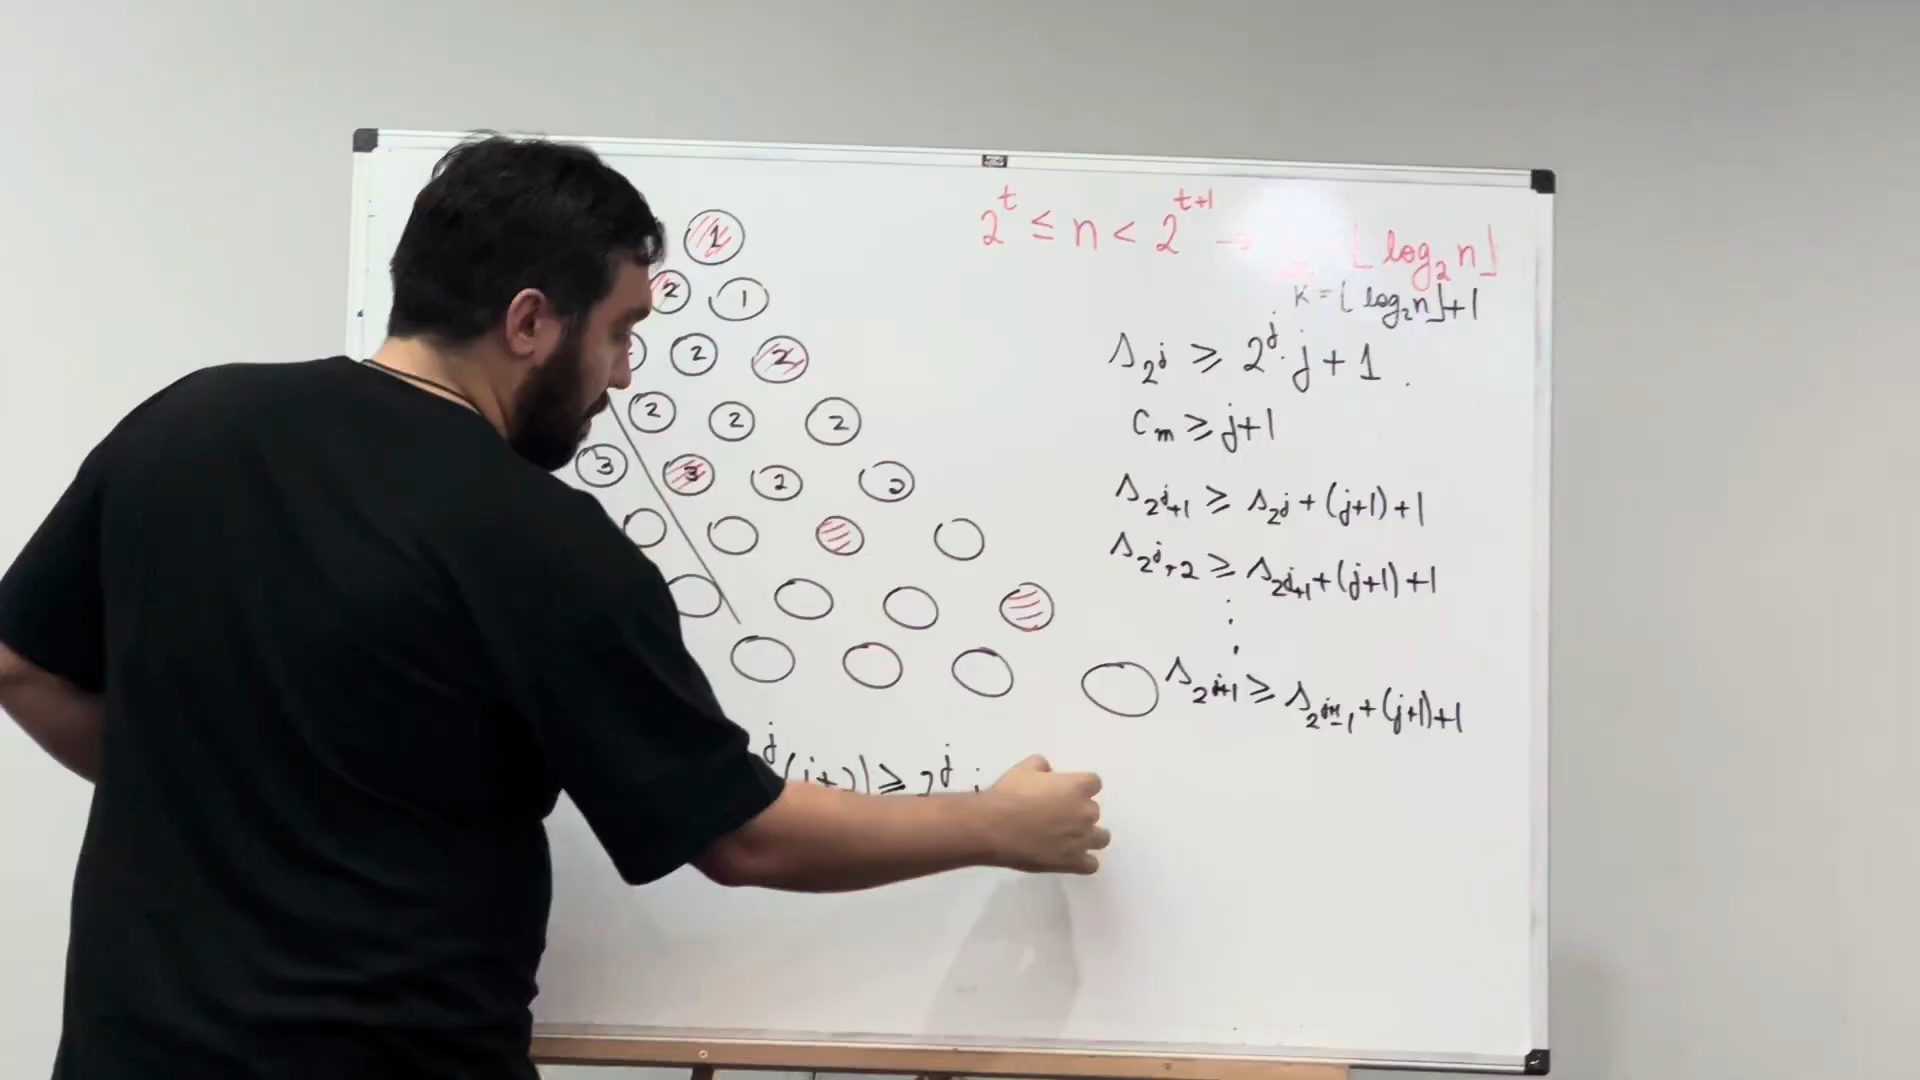 2^t ≤ n < 2^{t+1} → ⌊log₂n⌋
k = ⌊log₂n⌋+1
1
2 1
2 2
2 2 2
3 3 2 2
s_{2^j} ≥ 2^j · j + 1 .
c_m ≥ j+1
s_{2^j+1} ≥ s_{2^j} + (j+1) + 1
s_{2^j+2} ≥ s_{2^j+1} + (j+1) + 1
⋮
s_{2^{j+1}} ≥ s_{2^{j+1}-1} + (j+1) + 1
^j (j+2) ≥ 2^j · j